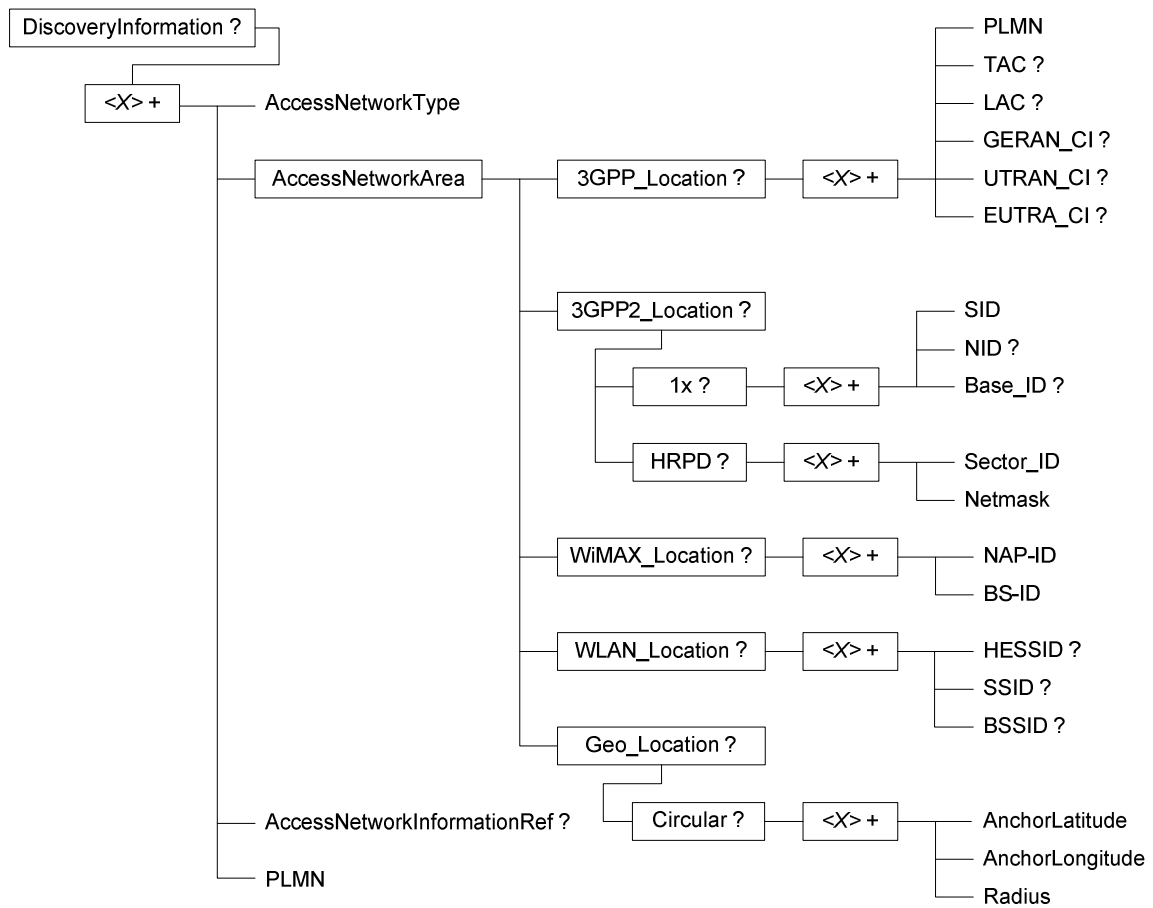 DiscoveryInformation ?
<X> +
AccessNetworkType
AccessNetworkArea
3GPP_Location ?
<X> +
PLMN
TAC ?
LAC ?
GERAN_CI ?
UTRAN_CI ?
EUTRA_CI ?
3GPP2_Location ?
1x ?
<X> +
SID
NID ?
Base_ID ?
HRPD ?
<X> +
Sector_ID
Netmask
WiMAX_Location ?
<X> +
NAP-ID
BS-ID
WLAN_Location ?
<X> +
HESSID ?
SSID ?
BSSID ?
Geo_Location ?
Circular ?
<X> +
AnchorLatitude
AnchorLongitude
Radius
AccessNetworkInformationRef ?
PLMN